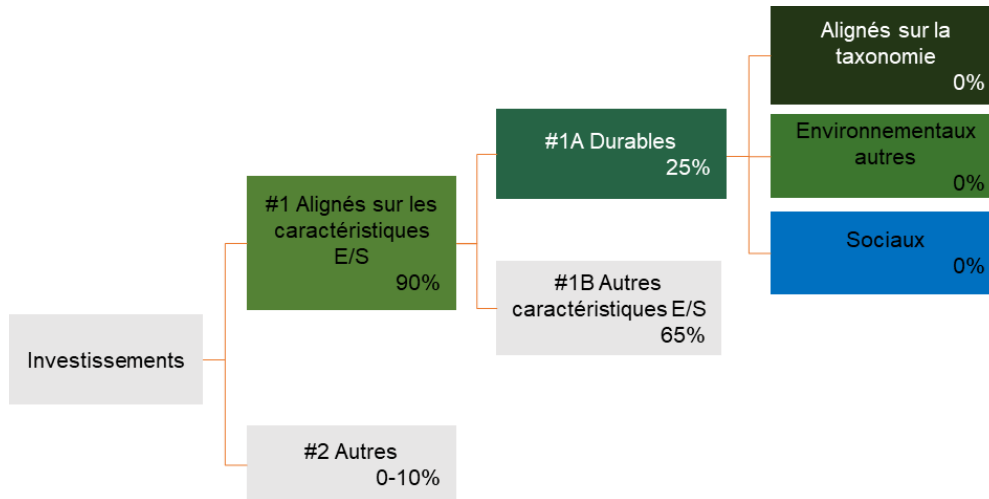 Investissements
#1 Alignés sur les
caractéristiques
E/S
90%
#2 Autres
0-10%
#1A Durables
25%
#1B Autres
caractéristiques E/S
65%
Alignés sur la
taxonomie
0%
Environnementaux
autres
0%
Sociaux
0%